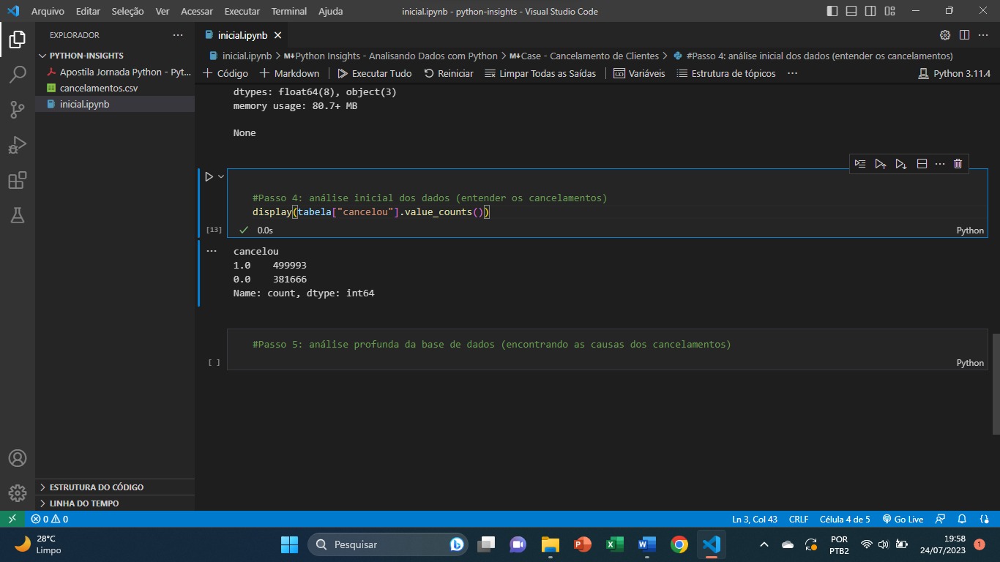 Arquivo Editar Seleção Ver Acessar Executar Terminal Ajuda
inicial.ipynb - python-insights - Visual Studio Code
EXPLORADOR
PYTHON-INSIGHTS
Apostila Jornada Python - Pyt...
cancelamentos.csv
inicial.ipynb
ESTRUTURA DO CÓDIGO
LINHA DO TEMPO
inicial.ipynb
inicial.ipynb > M↓Python Insights - Analisando Dados com Python > M↓Case - Cancelamento de Clientes > #Passo 4: análise inicial dos dados (entender os cancelamentos)
Código Markdown Executar Tudo Reiniciar Limpar Todas as Saídas Variáveis Estrutura de tópicos ... Python 3.11.4
dtypes: float64(8), object(3)
memory usage: 80.7+ MB
None
#Passo 4: análise inicial dos dados (entender os cancelamentos)
display(tabela["cancelou"].value_counts())
[13] 0.0s Python
cancelou
1.0 499993
0.0 381666
Name: count, dtype: int64
#Passo 5: análise profunda da base de dados (encontrando as causas dos cancelamentos)
[ ] Python
0 0 Ln 3, Col 43 CRLF Célula 4 de 5 Go Live
28°C
Limpo
Pesquisar
POR
PTB2
19:58
24/07/2023
1